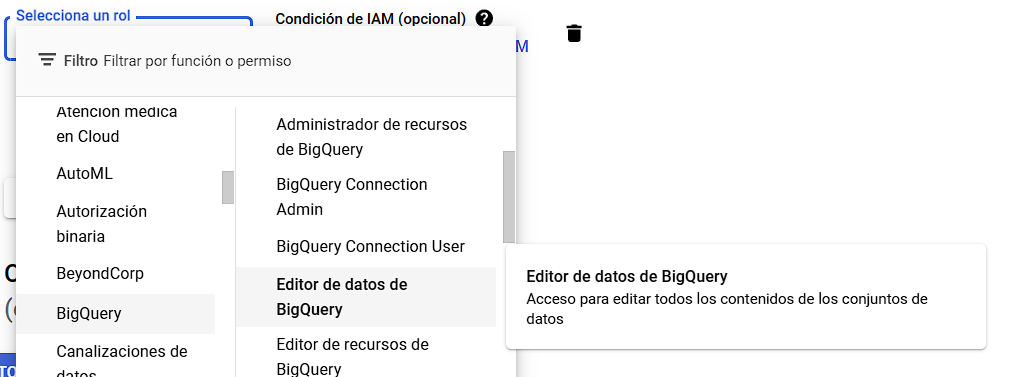 Selecciona un rol
Condición de IAM (opcional)
M
Filtro Filtrar por función o permiso
Atención médica
en Cloud
AutoML
Autorización
binaria
BeyondCorp
BigQuery
Canalizaciones de
datos
Administrador de recursos
de BigQuery
BigQuery Connection
Admin
BigQuery Connection User
Editor de datos de
BigQuery
Editor de recursos de
BigQuery
Editor de datos de BigQuery
Acceso para editar todos los contenidos de los conjuntos de
datos